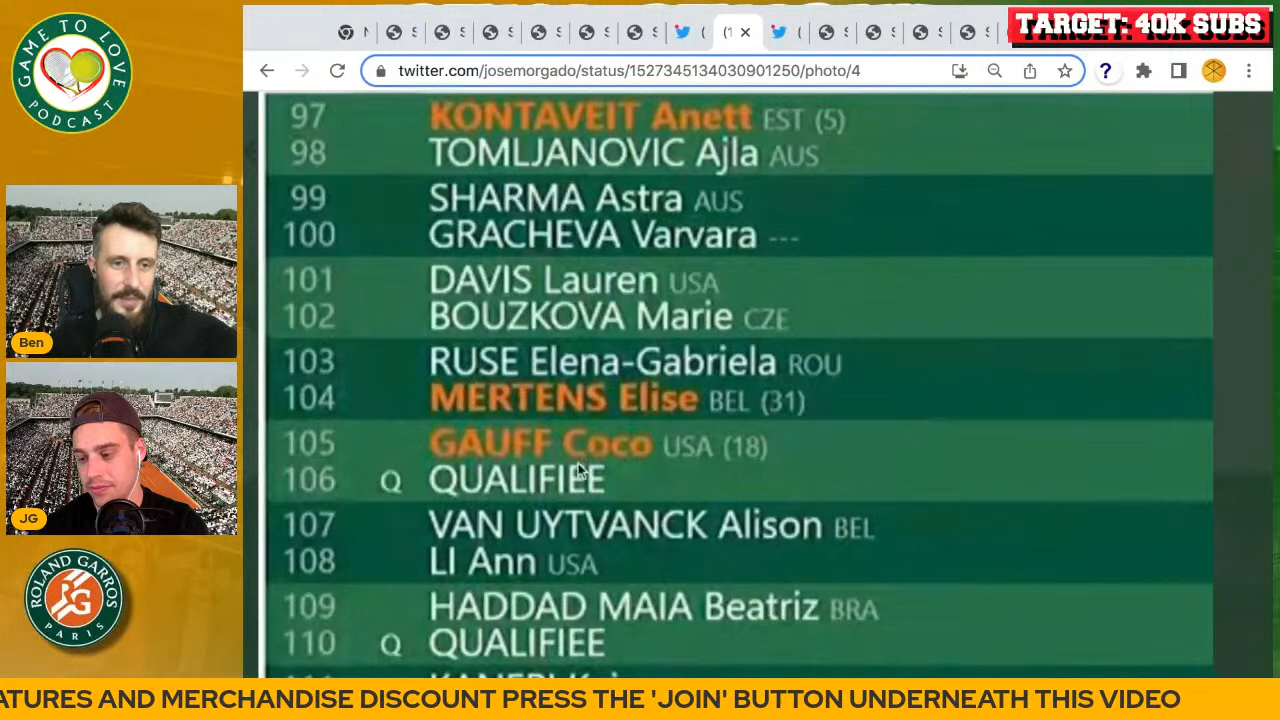 GAME TO LOVE
PODCAST
TARGET: 40K SUBS
twitter.com/josemorgado/status/1527345134030901250/photo/4
97 KONTAVEIT Anett EST (5)
98 TOMLJANOVIC Ajla AUS
99 SHARMA Astra AUS
100 GRACHEVA Varvara ---
101 DAVIS Lauren USA
102 BOUZKOVA Marie CZE
103 RUSE Elena-Gabriela ROU
104 MERTENS Elise BEL (31)
105 GAUFF Coco USA (18)
106 Q QUALIFIEE
107 VAN UYTVANCK Alison BEL
108 LI Ann USA
109 HADDAD MAIA Beatriz BRA
110 Q QUALIFIEE
Ben
JG
ROLAND GARROS
RG
PARIS
ATURES AND MERCHANDISE DISCOUNT PRESS THE 'JOIN' BUTTON UNDERNEATH THIS VIDEO